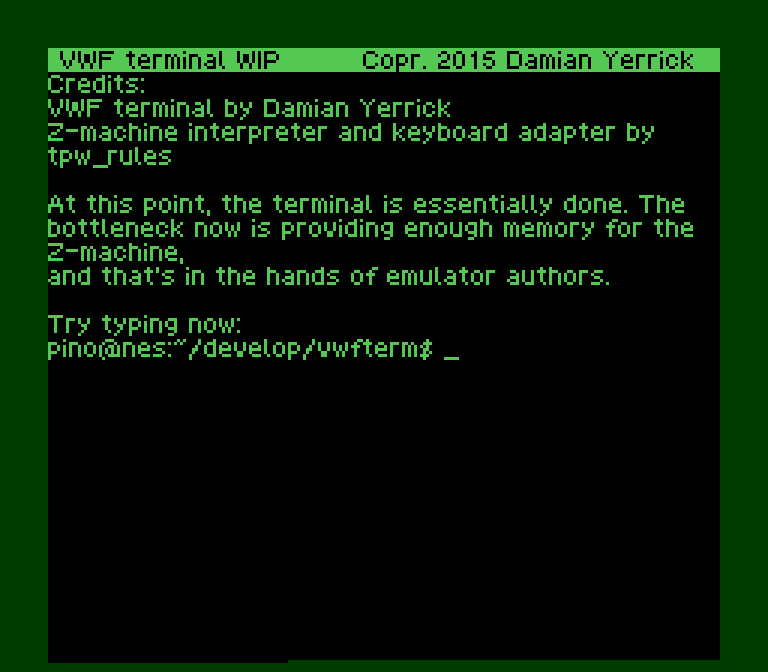 VWF terminal WIP Copr. 2015 Damian Yerrick
Credits:
VWF terminal by Damian Yerrick
Z-machine interpreter and keyboard adapter by
tpw_rules
At this point, the terminal is essentially done. The
bottleneck now is providing enough memory for the
Z-machine,
and that's in the hands of emulator authors.
Try typing now:
pino@nes:~/develop/vwfterm$ _